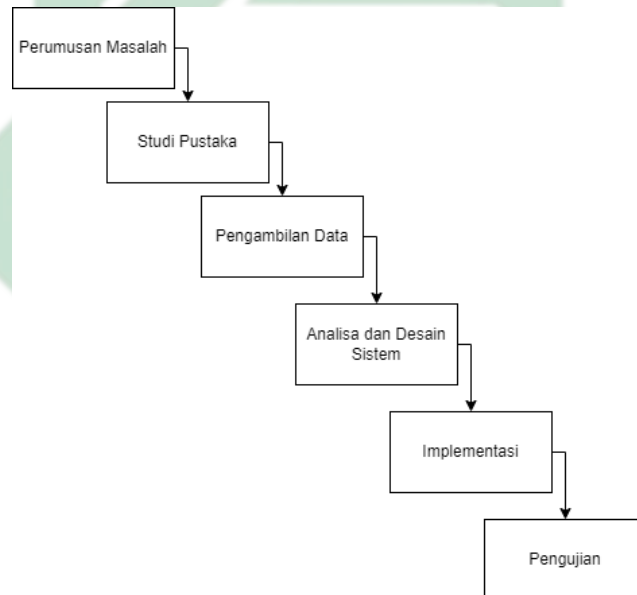 Perumusan Masalah
Studi Pustaka
Pengambilan Data
Analisa dan Desain
Sistem
Implementasi
Pengujian